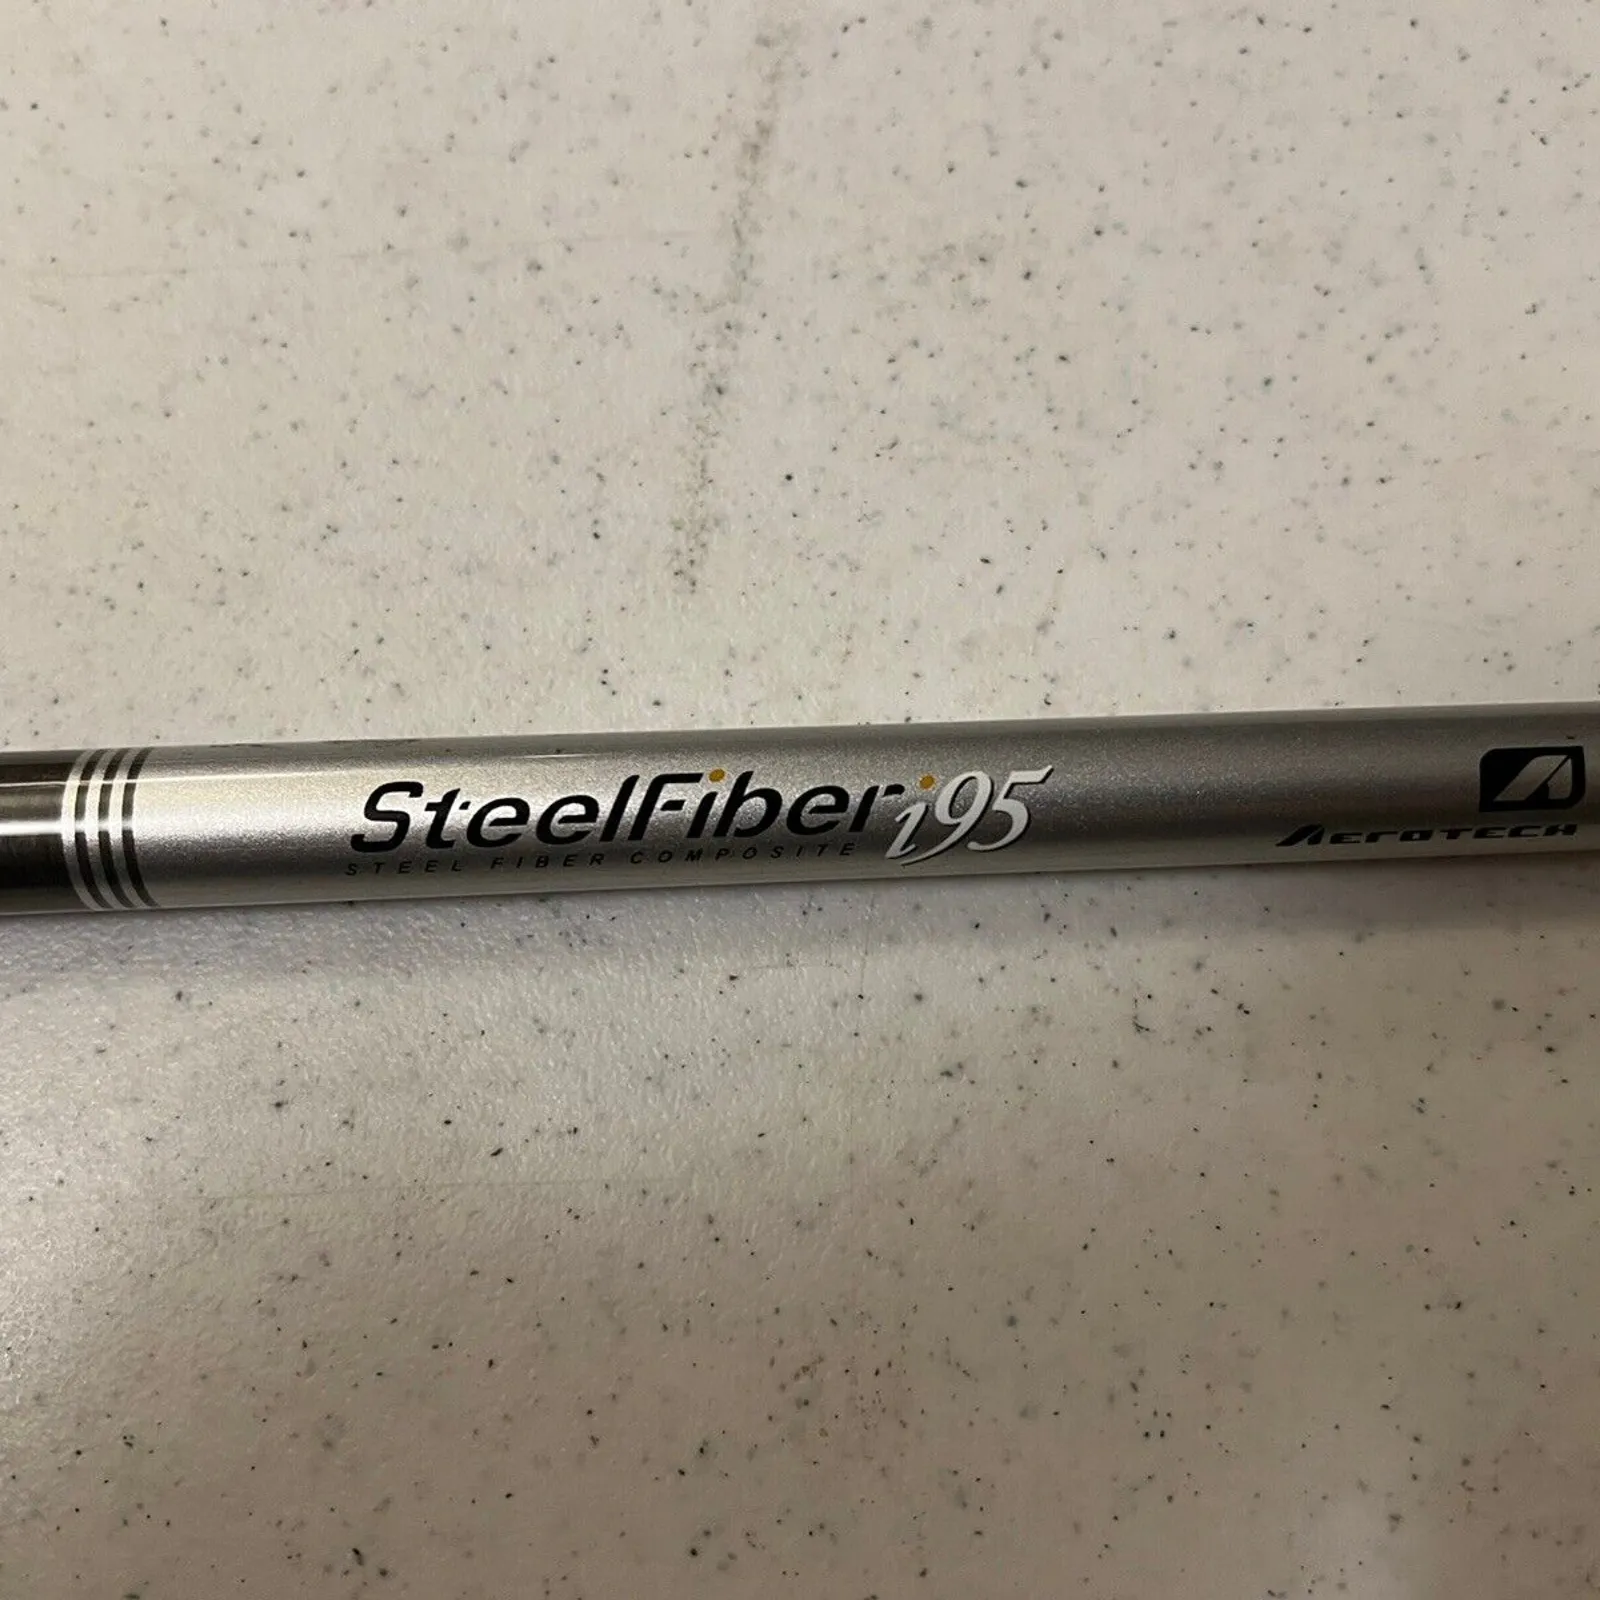 SteelFiber i95
STEEL FIBER COMPOSITE
AEROTECH